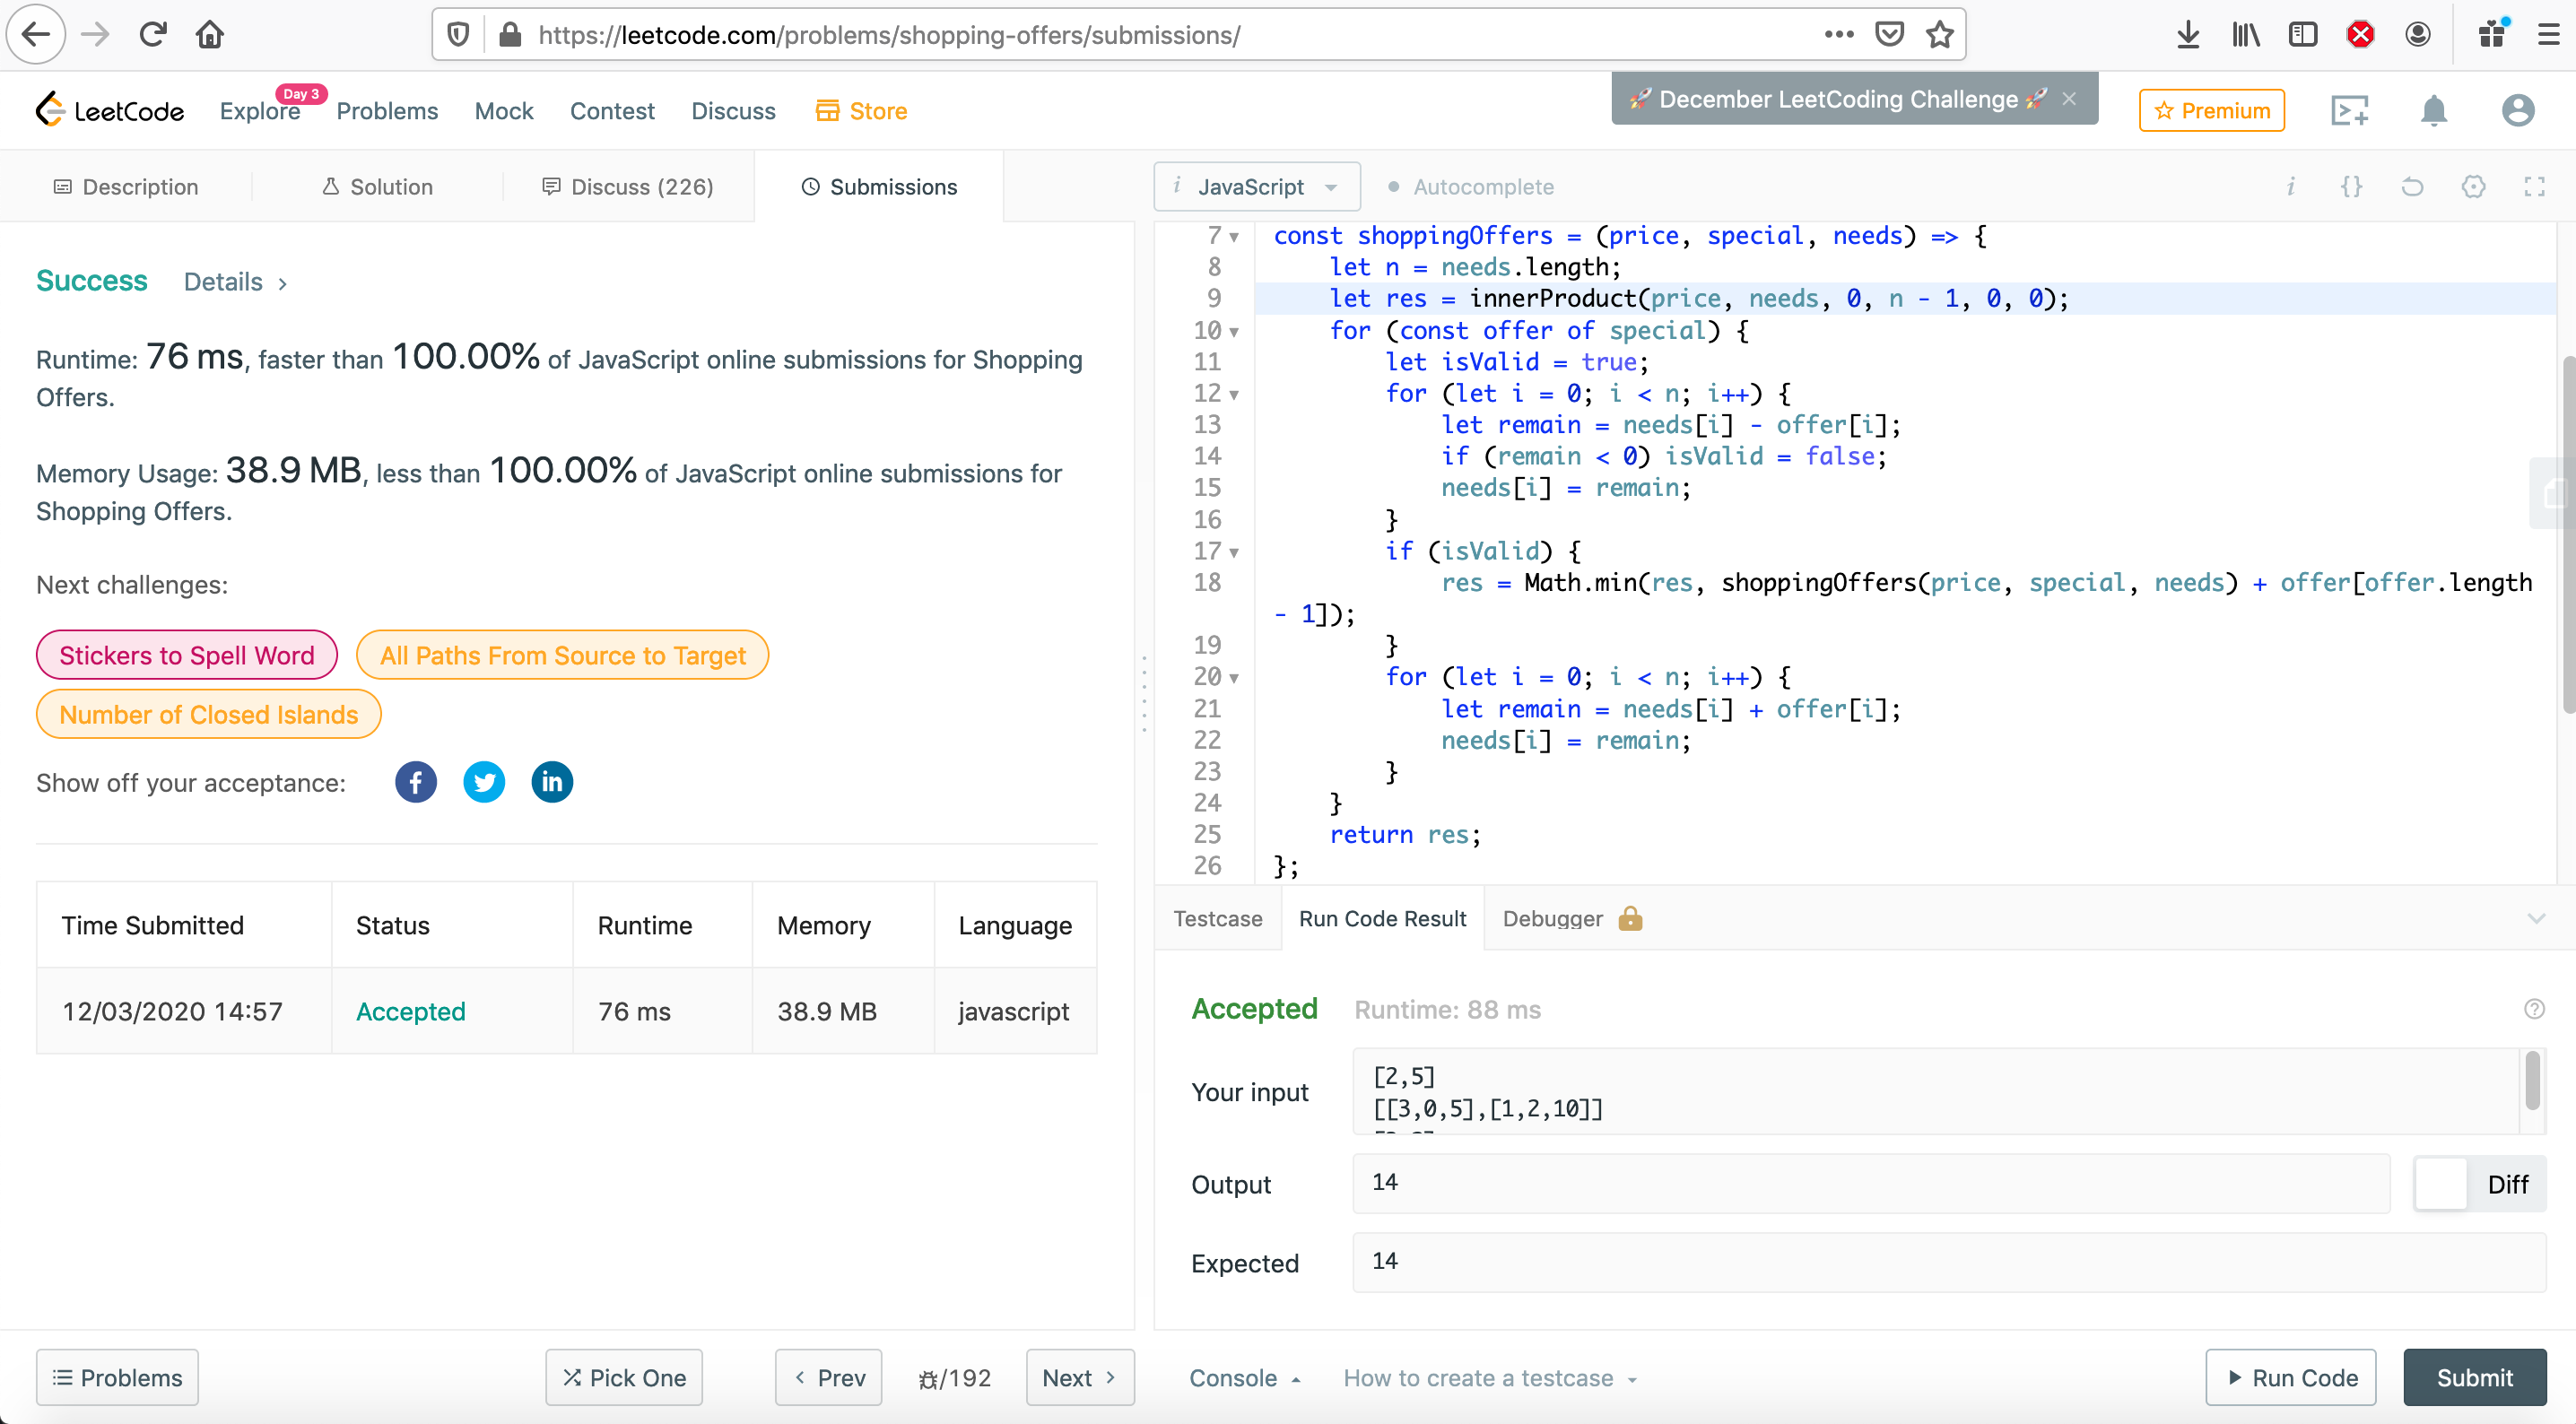 https://leetcode.com/problems/shopping-offers/submissions/
LeetCode
Explore
Day 3
Problems
Mock
Contest
Discuss
Store
🚀 December LeetCoding Challenge 🚀
Premium
Description
Solution
Discuss (226)
Submissions
Success
Details >
Runtime: 76 ms, faster than 100.00% of JavaScript online submissions for Shopping
Offers.
Memory Usage: 38.9 MB, less than 100.00% of JavaScript online submissions for
Shopping Offers.
Next challenges:
Stickers to Spell Word
All Paths From Source to Target
Number of Closed Islands
Show off your acceptance:
Time Submitted Status Runtime Memory Language
12/03/2020 14:57 Accepted 76 ms 38.9 MB javascript
Problems
Pick One
< Prev
/192
Next >
i JavaScript
Autocomplete
7 const shoppingOffers = (price, special, needs) => {
8 let n = needs.length;
9 let res = innerProduct(price, needs, 0, n - 1, 0, 0);
10 for (const offer of special) {
11 let isValid = true;
12 for (let i = 0; i < n; i++) {
13 let remain = needs[i] - offer[i];
14 if (remain < 0) isValid = false;
15 needs[i] = remain;
16 }
17 if (isValid) {
18 res = Math.min(res, shoppingOffers(price, special, needs) + offer[offer.length
- 1]);
19 }
20 for (let i = 0; i < n; i++) {
21 let remain = needs[i] + offer[i];
22 needs[i] = remain;
23 }
24 }
25 return res;
26 };
Testcase
Run Code Result
Debugger
Accepted
Runtime: 88 ms
Your input
[2,5]
[[3,0,5],[1,2,10]]
Output
14
Diff
Expected
14
Console
How to create a testcase
Run Code
Submit